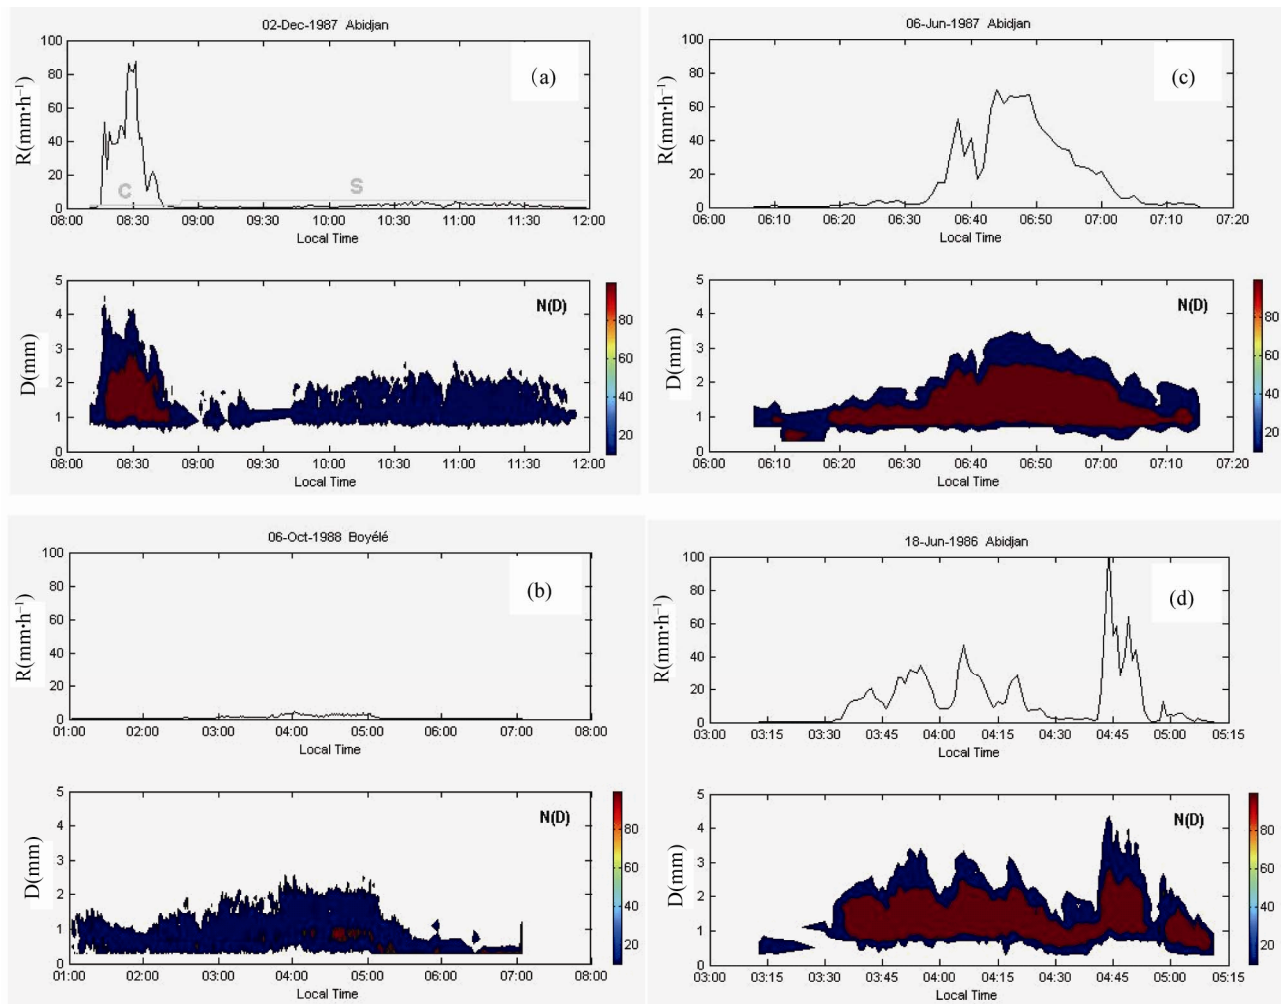 02-Dec-1987 Abidjan
R(mm·h⁻¹)
100
80
60
40
20
0
(a)
C
S
08:00 08:30 09:00 09:30 10:00 10:30 11:00 11:30 12:00
Local Time
D(mm)
5
4
3
2
1
0
N(D)
80
60
40
20
08:00 08:30 09:00 09:30 10:00 10:30 11:00 11:30 12:00
Local Time
06-Jun-1987 Abidjan
R(mm·h⁻¹)
100
80
60
40
20
0
(c)
06:00 06:10 06:20 06:30 06:40 06:50 07:00 07:10 07:20
Local Time
D(mm)
5
4
3
2
1
0
N(D)
80
60
40
20
06:00 06:10 06:20 06:30 06:40 06:50 07:00 07:10 07:20
Local Time
06-Oct-1988 Boyélé
R(mm·h⁻¹)
100
80
60
40
20
0
(b)
01:00 02:00 03:00 04:00 05:00 06:00 07:00 08:00
Local Time
D(mm)
5
4
3
2
1
0
N(D)
80
60
40
20
01:00 02:00 03:00 04:00 05:00 06:00 07:00 08:00
Local Time
18-Jun-1986 Abidjan
R(mm·h⁻¹)
100
80
60
40
20
0
(d)
03:00 03:15 03:30 03:45 04:00 04:15 04:30 04:45 05:00 05:15
Local Time
D(mm)
5
4
3
2
1
0
N(D)
80
60
40
20
03:00 03:15 03:30 03:45 04:00 04:15 04:30 04:45 05:00 05:15
Local Time